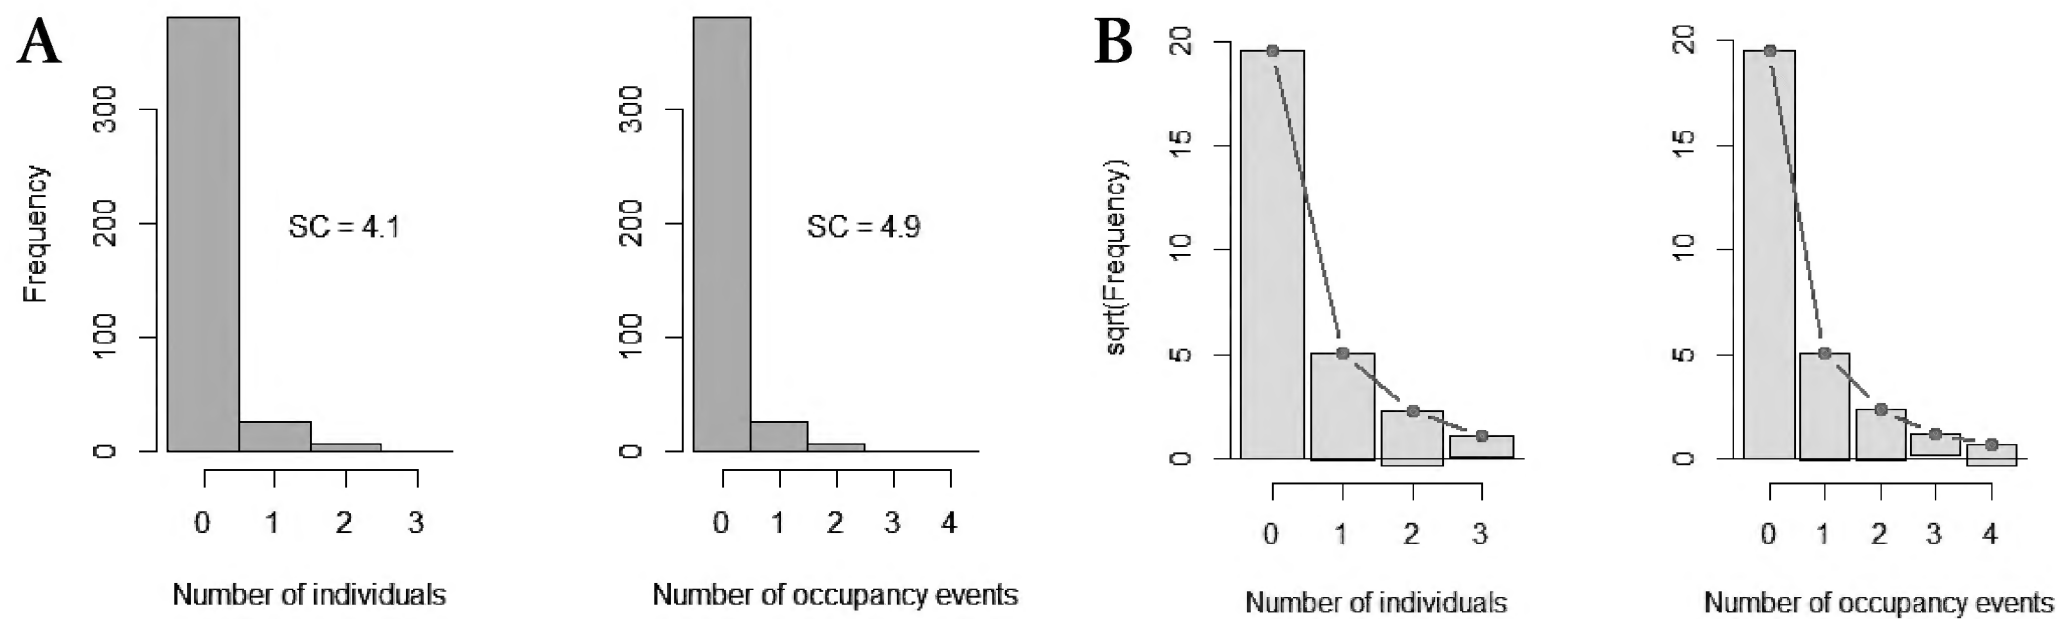 A
Frequency
0
100
200
300
SC = 4.1
0 1 2 3
Number of individuals
0
100
200
300
SC = 4.9
0 1 2 3 4
Number of occupancy events
B
sqrt(Frequency)
0
5
10
15
20
0 1 2 3
Number of individuals
0
5
10
15
20
0 1 2 3 4
Number of occupancy events